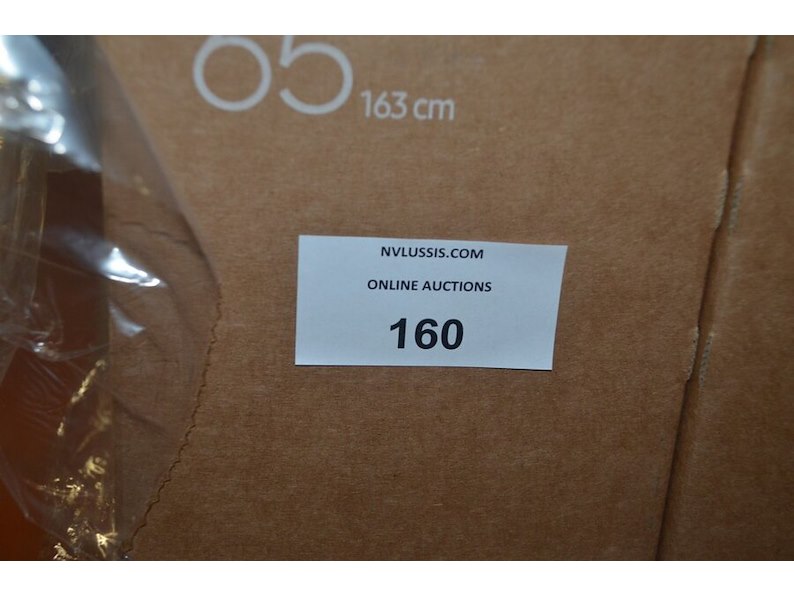 65
163 cm
NVLUSSIS.COM
ONLINE AUCTIONS
160